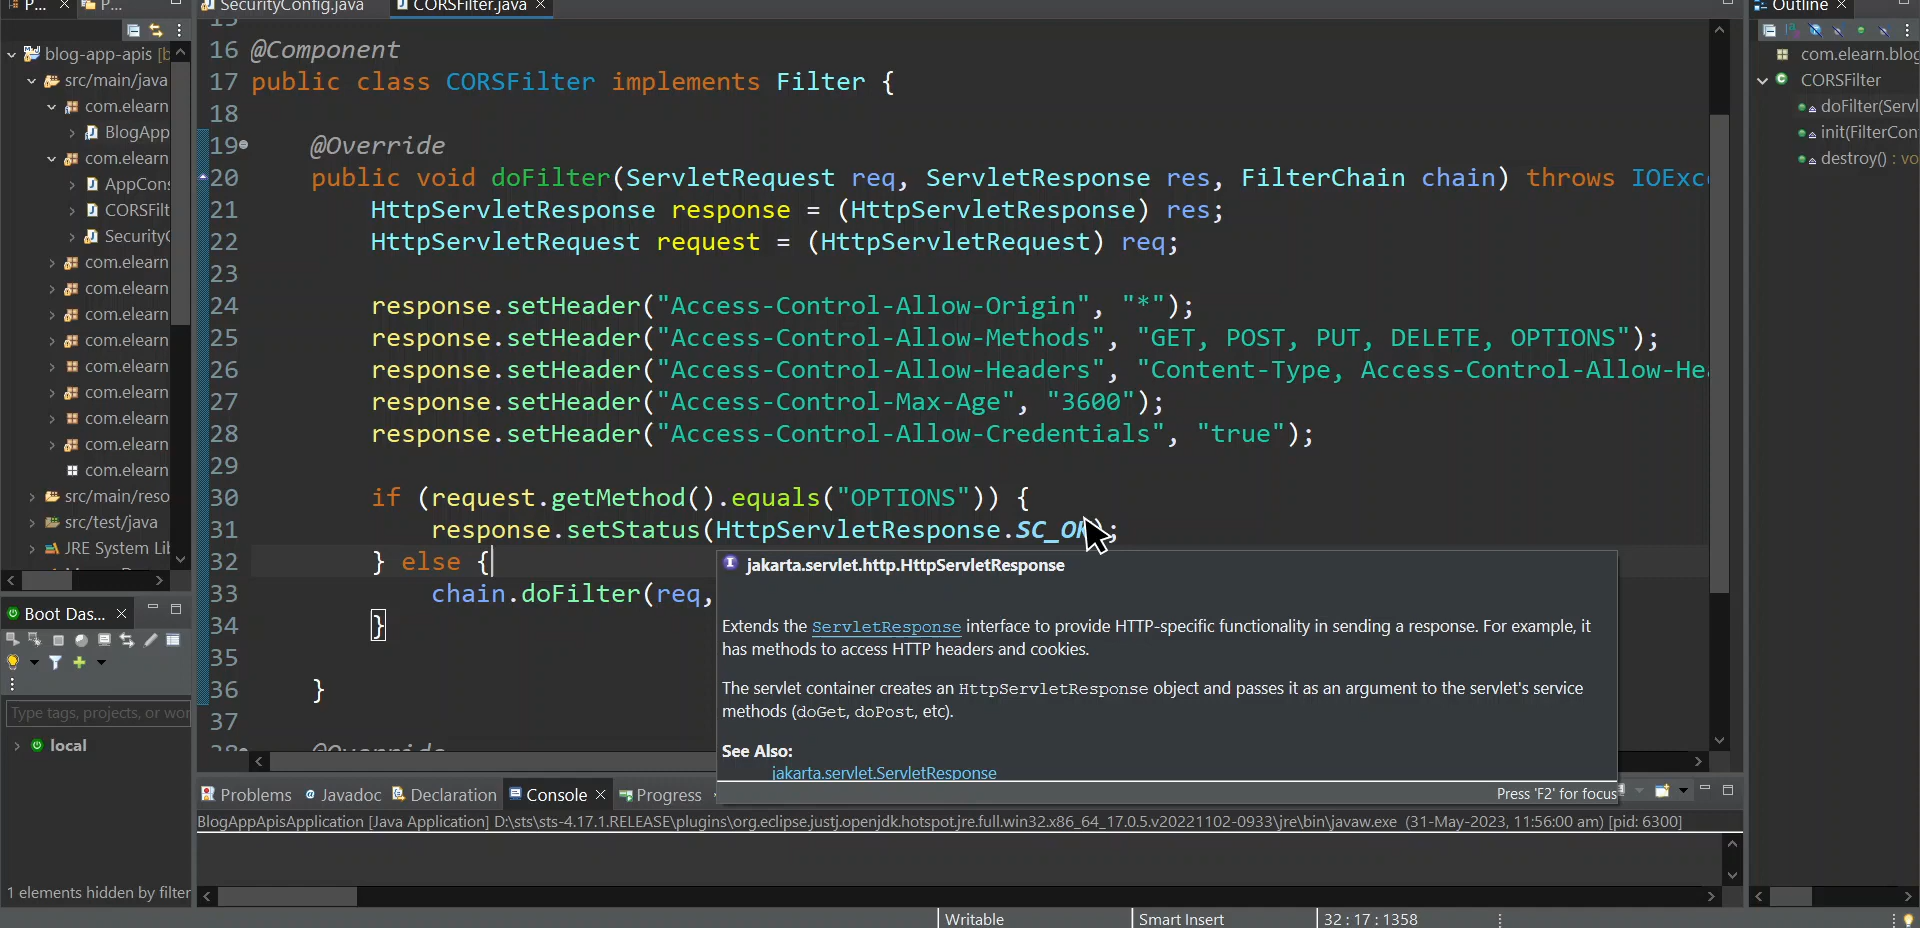 P...
P...
SecurityConfig.java
CORSFilter.java
Outline
blog-app-apis [b
src/main/java
com.elearn
BlogApp
com.elearn
AppCons
CORSFilt
Security
com.elearn
com.elearn
com.elearn
com.elearn
com.elearn
com.elearn
com.elearn
com.elearn
com.elearn
src/main/reso
src/test/java
JRE System Lib
16 @Component
17 public class CORSFilter implements Filter {
18
19 @Override
20 public void doFilter(ServletRequest req, ServletResponse res, FilterChain chain) throws IOExc
21 HttpServletResponse response = (HttpServletResponse) res;
22 HttpServletRequest request = (HttpServletRequest) req;
23
24 response.setHeader("Access-Control-Allow-Origin", "*");
25 response.setHeader("Access-Control-Allow-Methods", "GET, POST, PUT, DELETE, OPTIONS");
26 response.setHeader("Access-Control-Allow-Headers", "Content-Type, Access-Control-Allow-He
27 response.setHeader("Access-Control-Max-Age", "3600");
28 response.setHeader("Access-Control-Allow-Credentials", "true");
29
30 if (request.getMethod().equals("OPTIONS")) {
31 response.setStatus(HttpServletResponse.SC_OK);
32 } else {
33 chain.doFilter(req,
34 }
35
36 }
37
jakarta.servlet.http.HttpServletResponse
Extends the ServletResponse interface to provide HTTP-specific functionality in sending a response. For example, it
has methods to access HTTP headers and cookies.
The servlet container creates an HttpServletResponse object and passes it as an argument to the servlet's service
methods (doGet, doPost, etc).
See Also:
jakarta.servlet.ServletResponse
Press 'F2' for focus
com.elearn.blog
CORSFilter
doFilter(Servl
init(FilterCon
destroy() : vo
Boot Das...
Type tags, projects, or wor
local
1 elements hidden by filter
Problems
Javadoc
Declaration
Console
Progress
BlogAppApisApplication [Java Application] D:\sts\sts-4.17.1.RELEASE\plugins\org.eclipse.justj.openjdk.hotspot.jre.full.win32.x86_64_17.0.5.v20221102-0933\jre\bin\javaw.exe (31-May-2023, 11:56:00 am) [pid: 6300]
Writable
Smart Insert
32 : 17 : 1358